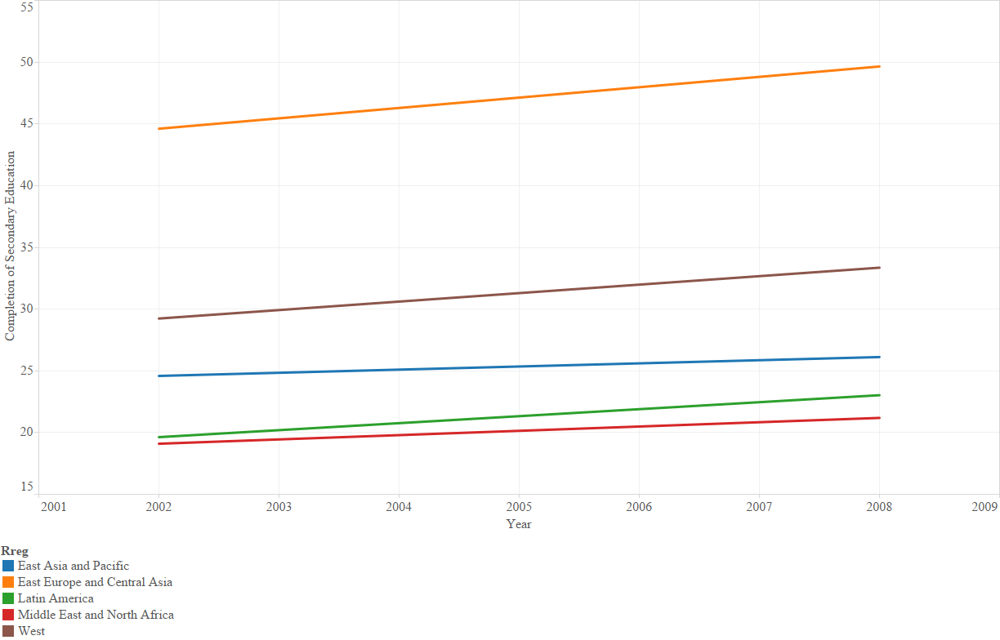 55
50
45
40
35
30
25
20
15
Completion of Secondary Education
2001 2002 2003 2004 2005 2006 2007 2008 2009
Year
Rreg
East Asia and Pacific
East Europe and Central Asia
Latin America
Middle East and North Africa
West